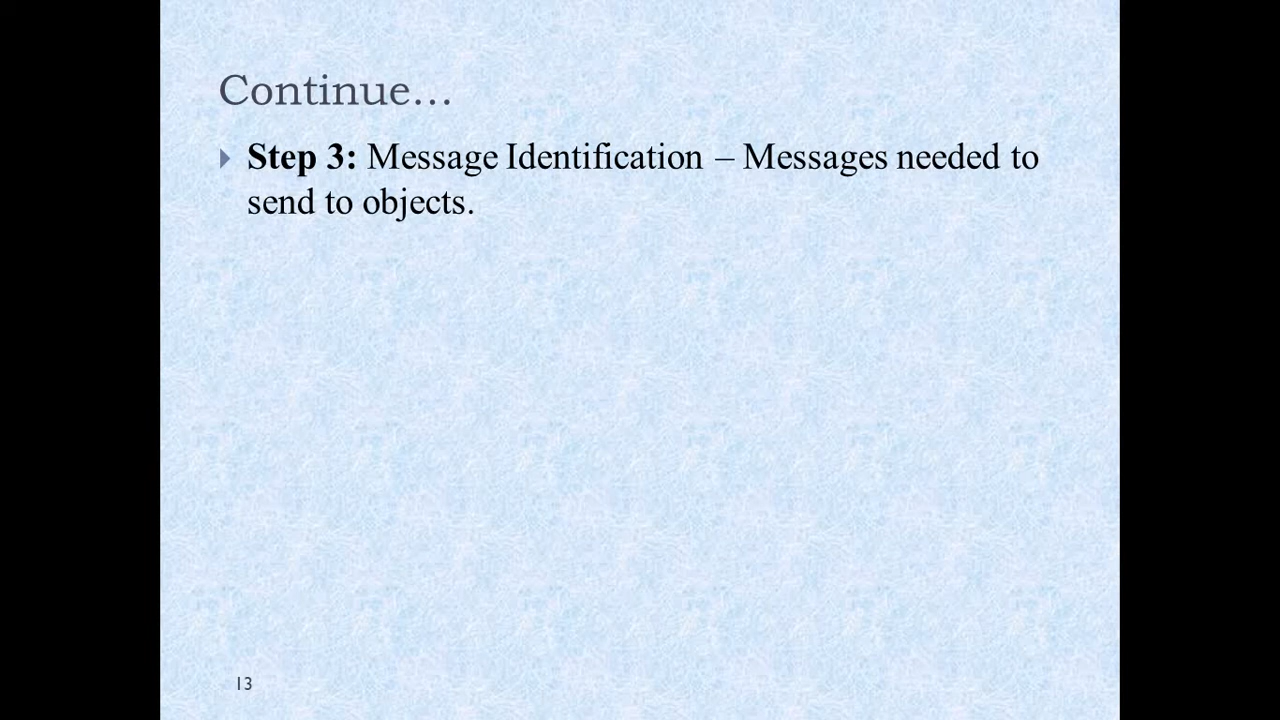 Continue…
Step 3: Message Identification – Messages needed to
send to objects.
13